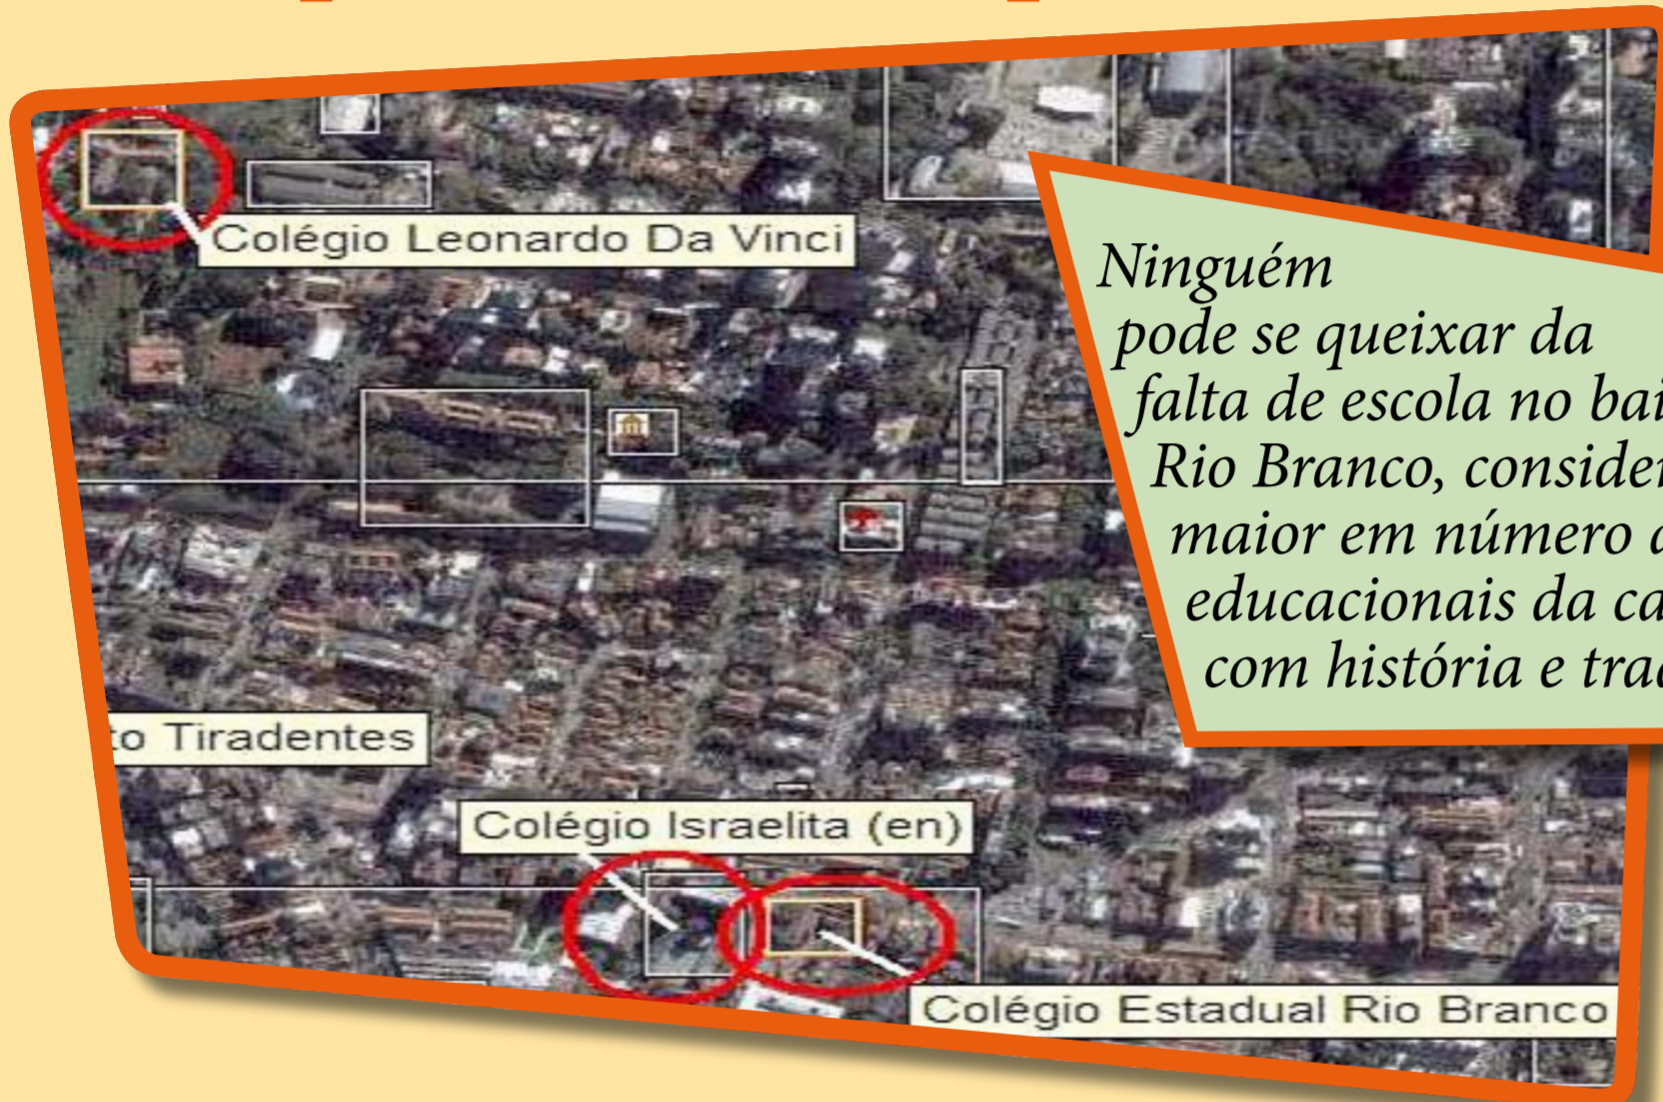 Colégio Leonardo Da Vinci
Ninguém
pode se queixar da
falta de escola no bai
Rio Branco, conside
maior em número
educacionais da ca
com história e tra
to Tiradentes
Colégio Israelita (en)
Colégio Estadual Rio Branco